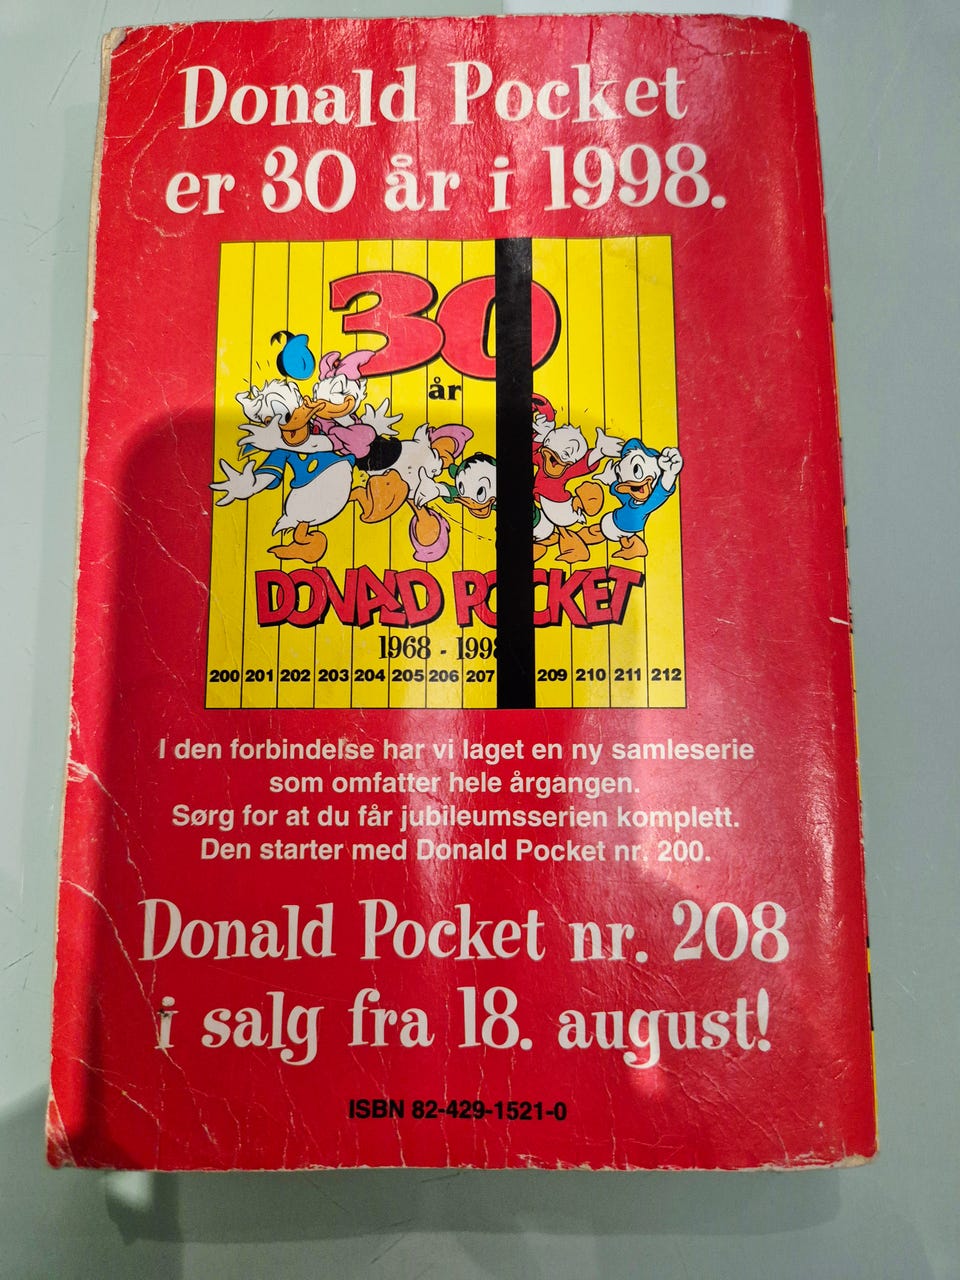 Donald Pocket
er 30 år i 1998.
30
år
DONALD POCKET
1968 - 1998
200 201 202 203 204 205 206 207 209 210 211 212
I den forbindelse har vi laget en ny samleserie
som omfatter hele årgangen.
Sørg for at du får jubileumsserien komplett.
Den starter med Donald Pocket nr. 200.
Donald Pocket nr. 208
i salg fra 18. august!
ISBN 82-429-1521-0